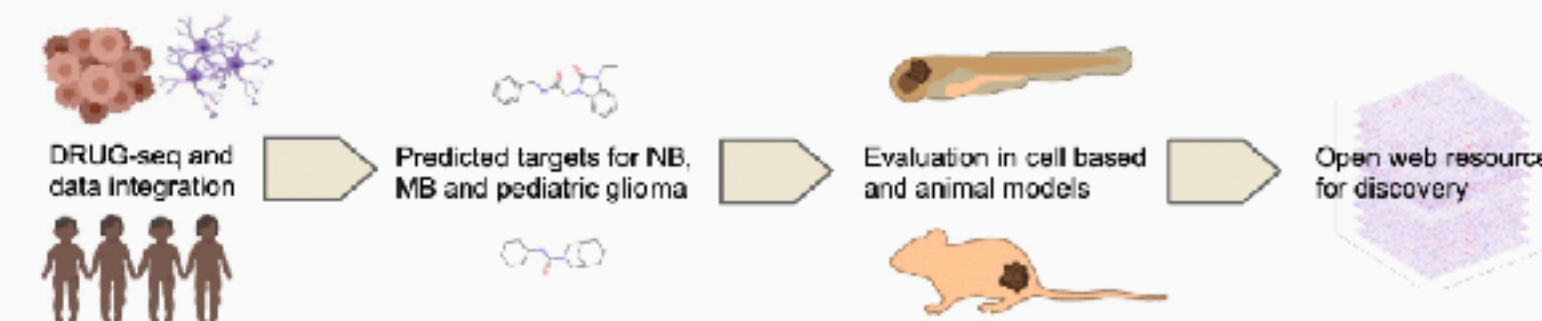 DRUG-seq and
data integration
Predicted targets for NB,
MB and pediatric glioma
Evaluation in cell based
and animal models
Open web resource
for discovery